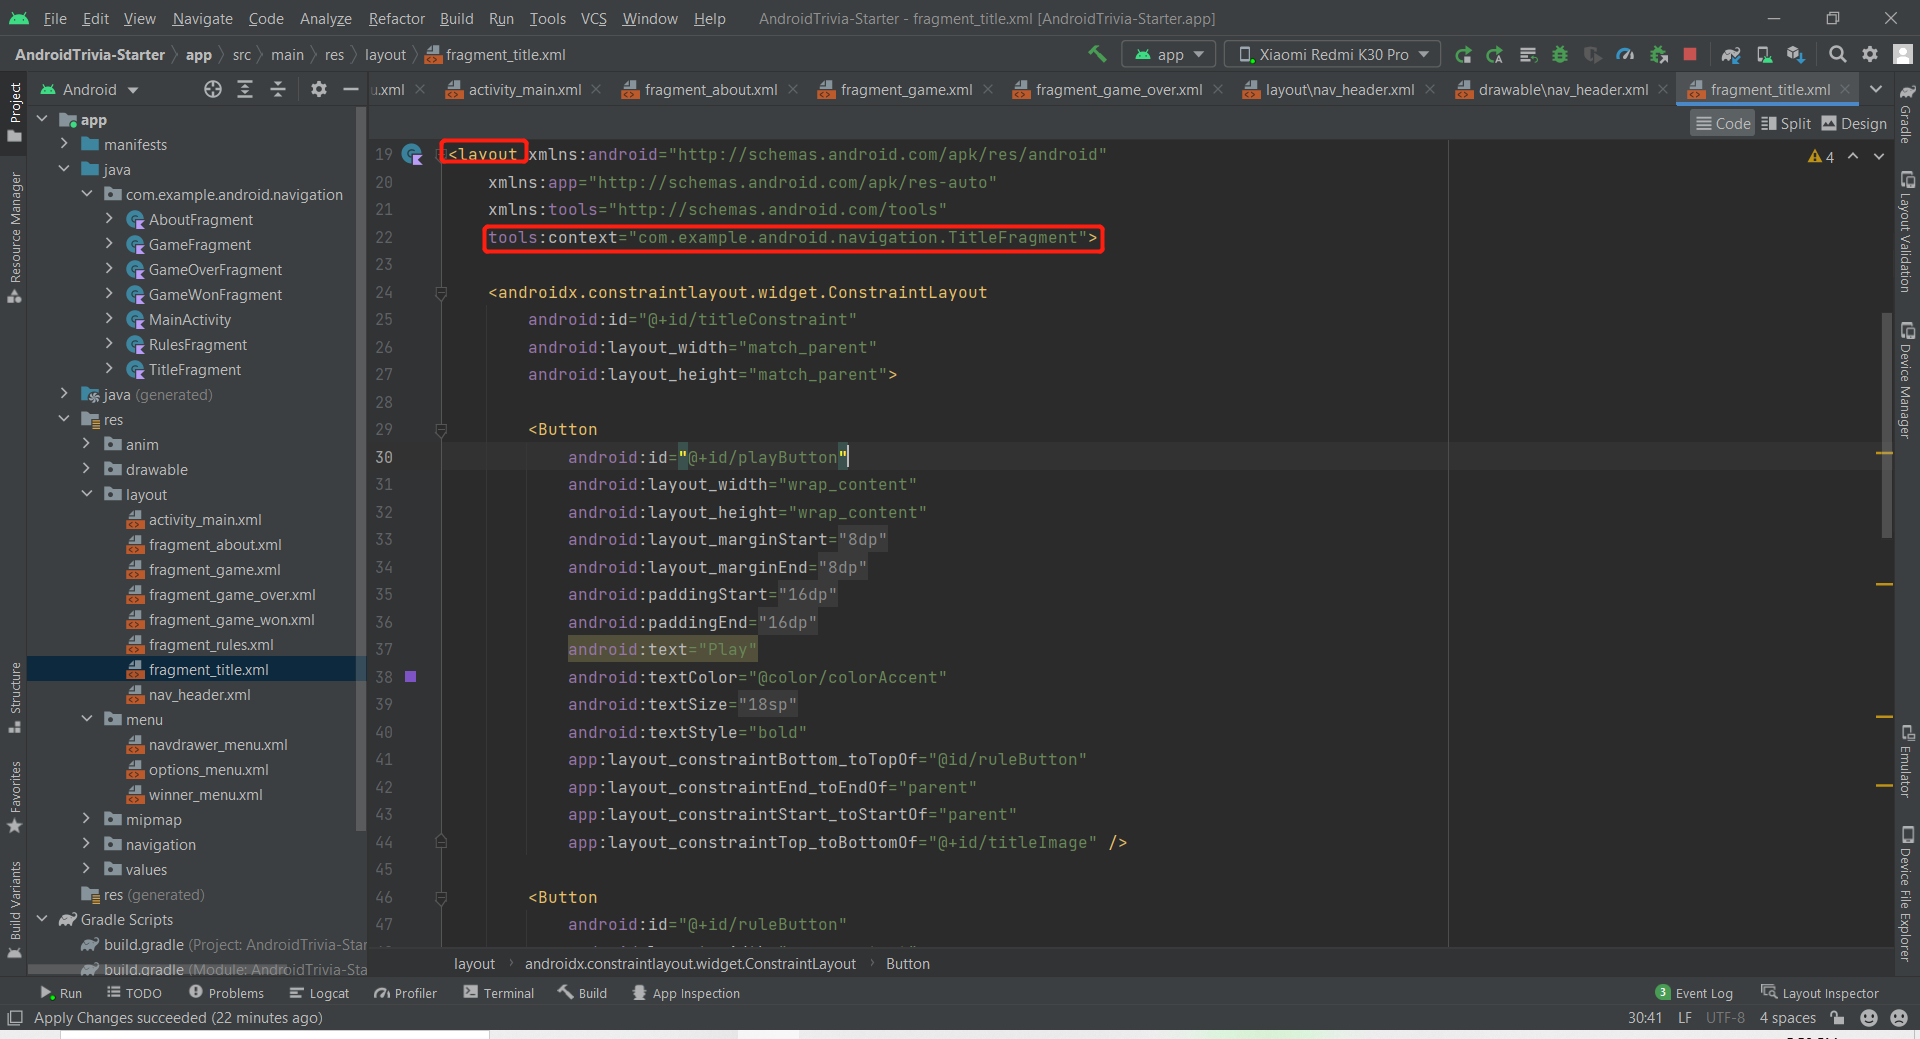 File Edit View Navigate Code Analyze Refactor Build Run Tools VCS Window Help AndroidTrivia-Starter - fragment_title.xml [AndroidTrivia-Starter.app]
AndroidTrivia-Starter app src main res layout fragment_title.xml app Xiaomi Redmi K30 Pro
Android u.xml activity_main.xml fragment_about.xml fragment_game.xml fragment_game_over.xml layout\nav_header.xml drawable\nav_header.xml fragment_title.xml
Code Split Design
4
Project
Resource Manager
Structure
Favorites
Build Variants
app
manifests
java
com.example.android.navigation
AboutFragment
GameFragment
GameOverFragment
GameWonFragment
MainActivity
RulesFragment
TitleFragment
java (generated)
res
anim
drawable
layout
activity_main.xml
fragment_about.xml
fragment_game.xml
fragment_game_over.xml
fragment_game_won.xml
fragment_rules.xml
fragment_title.xml
nav_header.xml
menu
navdrawer_menu.xml
options_menu.xml
winner_menu.xml
mipmap
navigation
values
res (generated)
Gradle Scripts
build.gradle (Project: AndroidTrivia-Star
build.gradle (Module: AndroidTrivia-Sta
19 <layout xmlns:android="http://schemas.android.com/apk/res/android"
20 xmlns:app="http://schemas.android.com/apk/res-auto"
21 xmlns:tools="http://schemas.android.com/tools"
22 tools:context="com.example.android.navigation.TitleFragment">
23
24 <androidx.constraintlayout.widget.ConstraintLayout
25 android:id="@+id/titleConstraint"
26 android:layout_width="match_parent"
27 android:layout_height="match_parent">
28
29 <Button
30 android:id="@+id/playButton"
31 android:layout_width="wrap_content"
32 android:layout_height="wrap_content"
33 android:layout_marginStart="8dp"
34 android:layout_marginEnd="8dp"
35 android:paddingStart="16dp"
36 android:paddingEnd="16dp"
37 android:text="Play"
38 android:textColor="@color/colorAccent"
39 android:textSize="18sp"
40 android:textStyle="bold"
41 app:layout_constraintBottom_toTopOf="@id/ruleButton"
42 app:layout_constraintEnd_toEndOf="parent"
43 app:layout_constraintStart_toStartOf="parent"
44 app:layout_constraintTop_toBottomOf="@+id/titleImage" />
45
46 <Button
47 android:id="@+id/ruleButton"
layout androidx.constraintlayout.widget.ConstraintLayout Button
Gradle
Layout Validation
Device Manager
Emulator
Device File Explorer
Run TODO Problems Logcat Profiler Terminal Build App Inspection 3 Event Log Layout Inspector
Apply Changes succeeded (22 minutes ago) 30:41 LF UTF-8 4 spaces